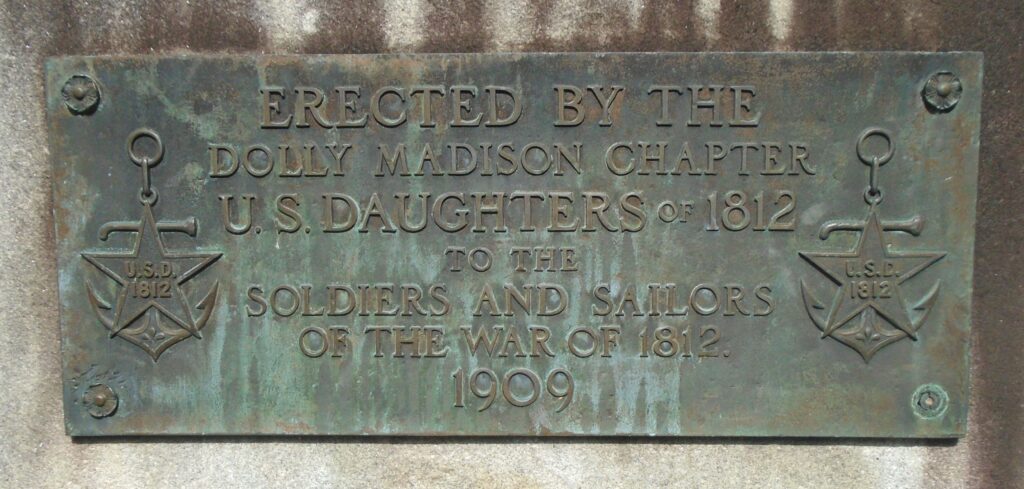 ERECTED BY THE
DOLLY MADISON CHAPTER
U.S. DAUGHTERS OF 1812
TO THE
SOLDIERS AND SAILORS
OF THE WAR OF 1812.
1909
U.S.D.
1812
U.S.D.
1812